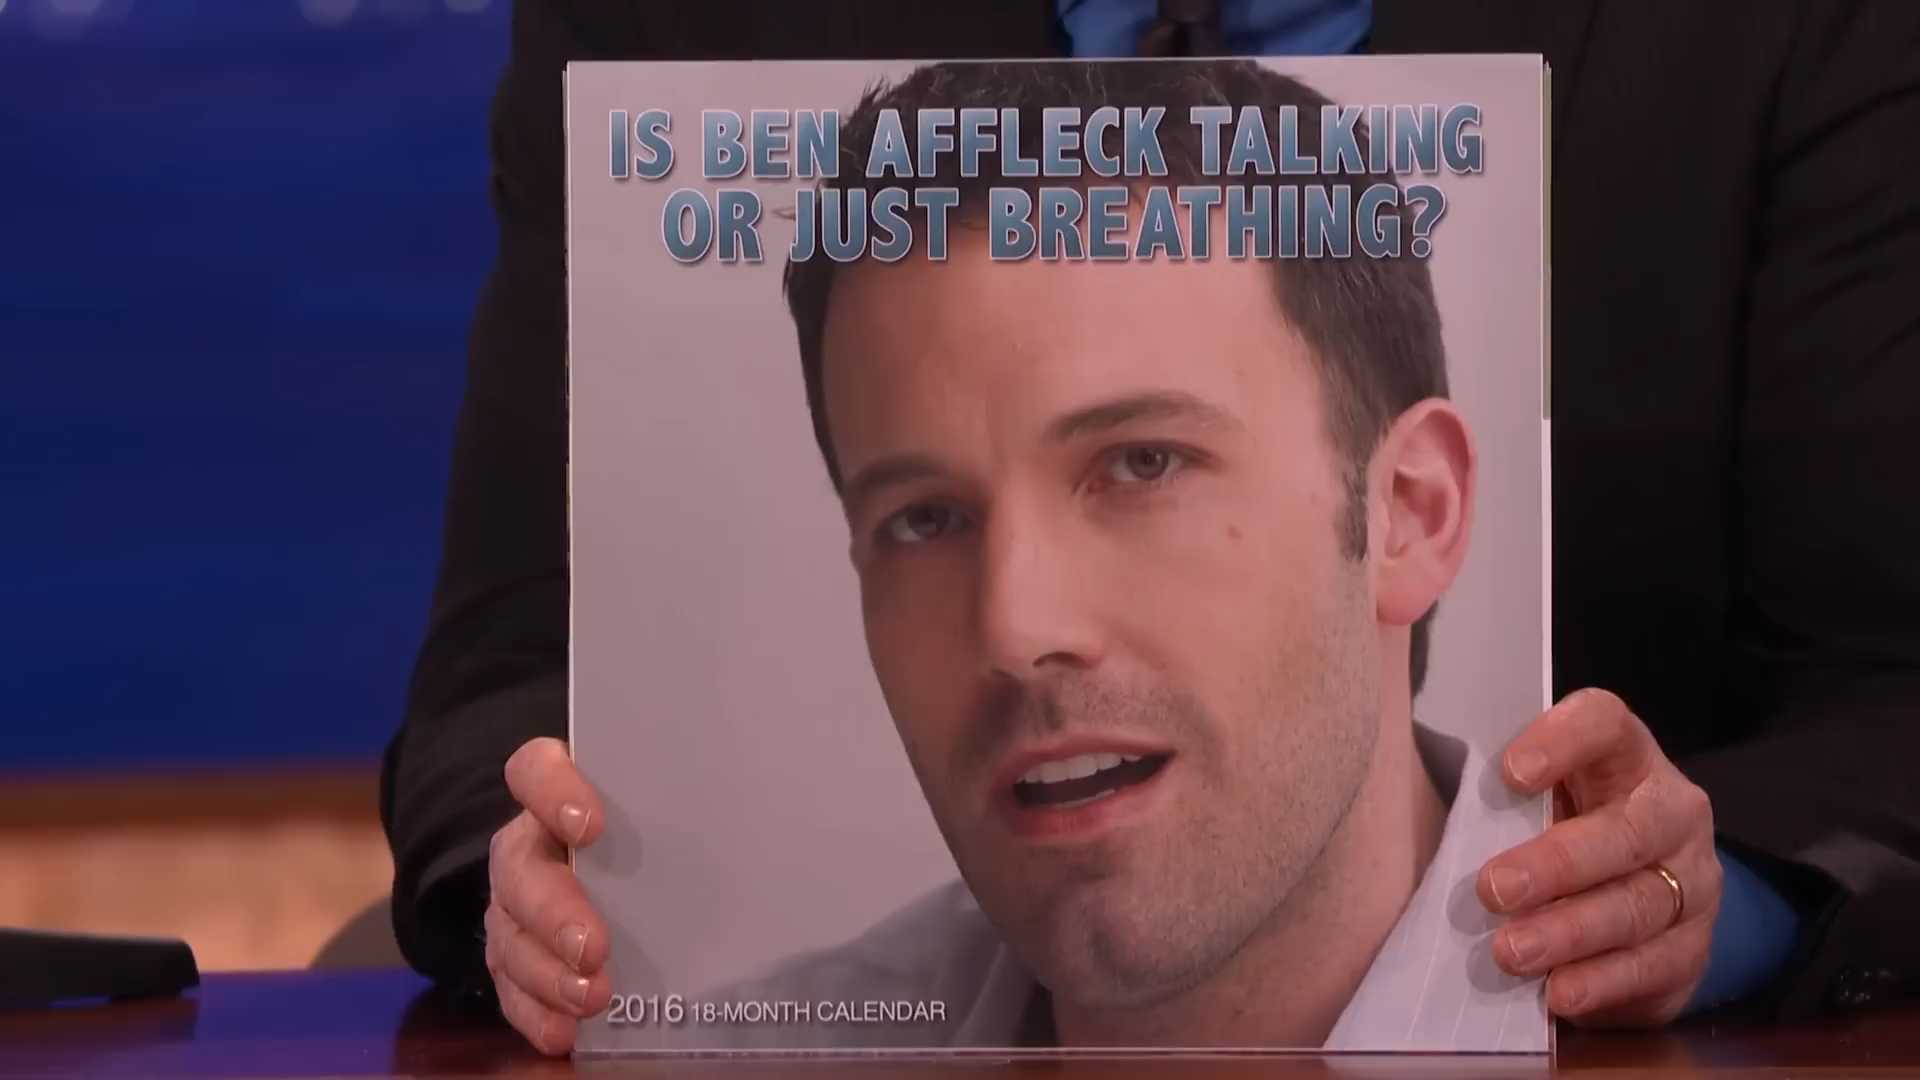 IS BEN AFFLECK TALKING
OR JUST BREATHING?
2016 18-MONTH CALENDAR